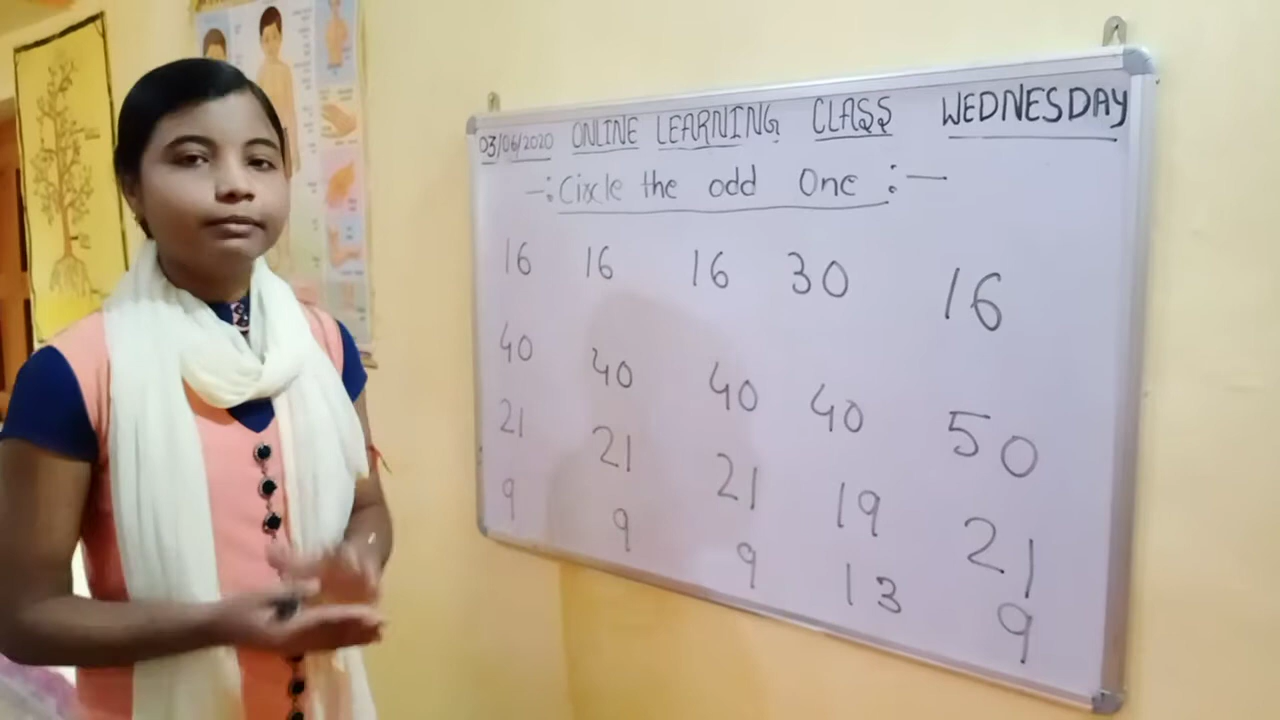 03/06/2020 ONLINE LEARNING CLASS WEDNESDAY
-:Circle the odd One:-
16 16 16 30 16
40 40 40 40 50
21 21 21 19 21
9 9 9 13 9